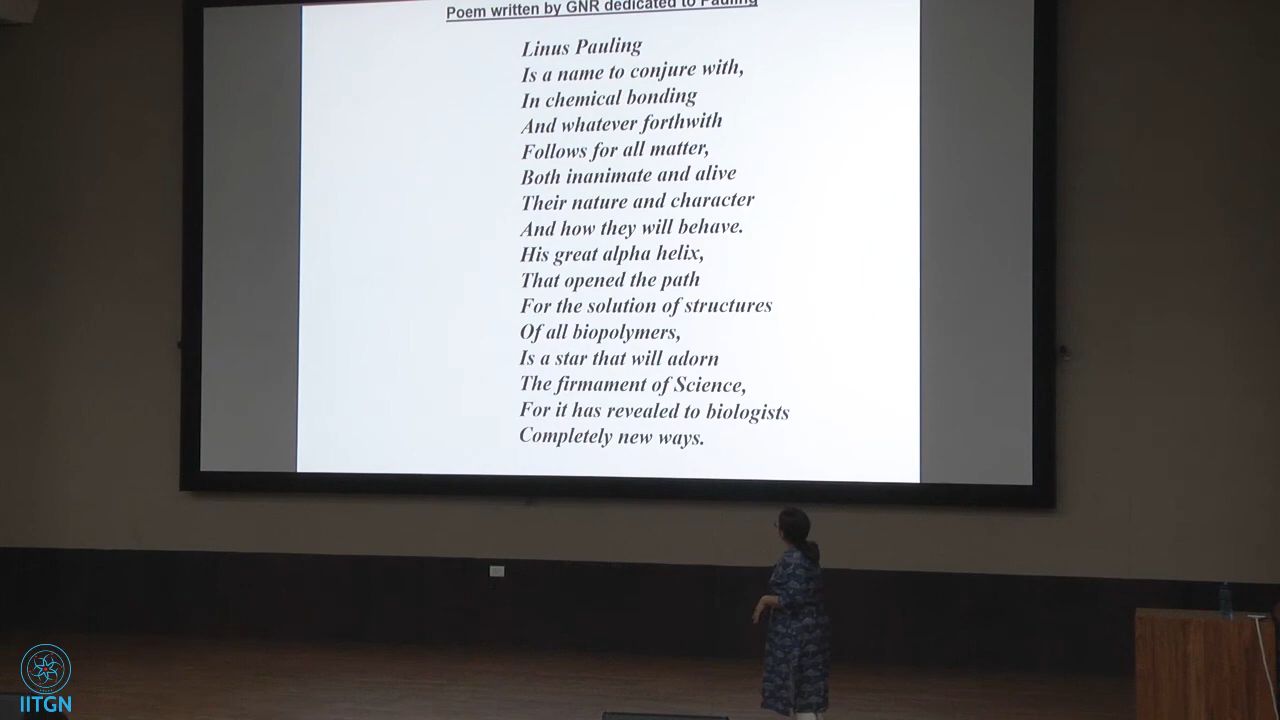 Poem written by GNR dedicated to Pauling
Linus Pauling
Is a name to conjure with,
In chemical bonding
And whatever forthwith
Follows for all matter,
Both inanimate and alive
Their nature and character
And how they will behave.
His great alpha helix,
That opened the path
For the solution of structures
Of all biopolymers,
Is a star that will adorn
The firmament of Science,
For it has revealed to biologists
Completely new ways.
IITGN